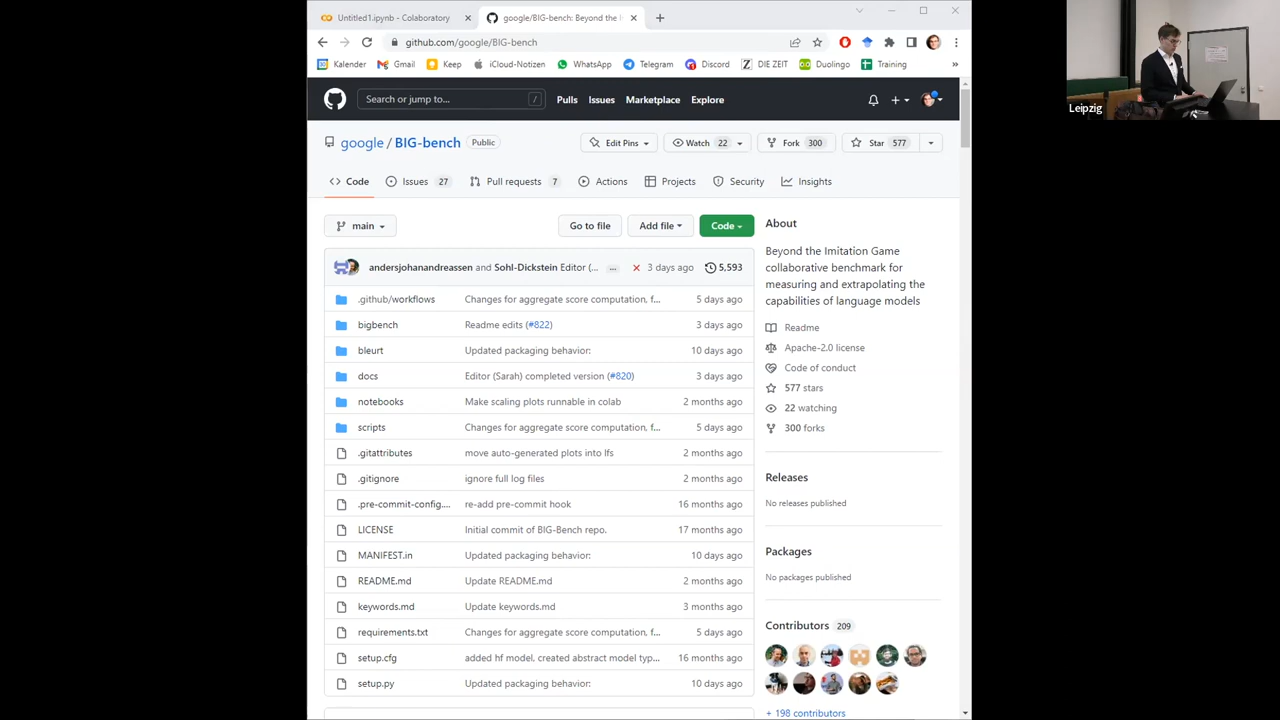 Untitled1.ipynb - Colaboratory
google/BIG-bench: Beyond the I
github.com/google/BIG-bench
Kalender Gmail Keep iCloud-Notizen WhatsApp Telegram Discord DIE ZEIT Duolingo Training »
Search or jump to... /
Pulls Issues Marketplace Explore
Leipzig
google / BIG-bench Public
Edit Pins Watch 22 Fork 300 Star 577
Code Issues 27 Pull requests 7 Actions Projects Security Insights
main Go to file Add file Code
andersjohanandreassen and Sohl-Dickstein Editor (... ... 3 days ago 5,593
.github/workflows Changes for aggregate score computation, f... 5 days ago
bigbench Readme edits (#822) 3 days ago
bleurt Updated packaging behavior: 10 days ago
docs Editor (Sarah) completed version (#820) 3 days ago
notebooks Make scaling plots runnable in colab 2 months ago
scripts Changes for aggregate score computation, f... 5 days ago
.gitattributes move auto-generated plots into lfs 2 months ago
.gitignore ignore full log files 2 months ago
.pre-commit-config.... re-add pre-commit hook 16 months ago
LICENSE Initial commit of BIG-Bench repo. 17 months ago
MANIFEST.in Updated packaging behavior: 10 days ago
README.md Update README.md 2 months ago
keywords.md Update keywords.md 3 months ago
requirements.txt Changes for aggregate score computation, f... 5 days ago
setup.cfg added hf model, created abstract model typ... 16 months ago
setup.py Updated packaging behavior: 10 days ago
About
Beyond the Imitation Game
collaborative benchmark for
measuring and extrapolating the
capabilities of language models
Readme
Apache-2.0 license
Code of conduct
577 stars
22 watching
300 forks
Releases
No releases published
Packages
No packages published
Contributors 209
+ 198 contributors